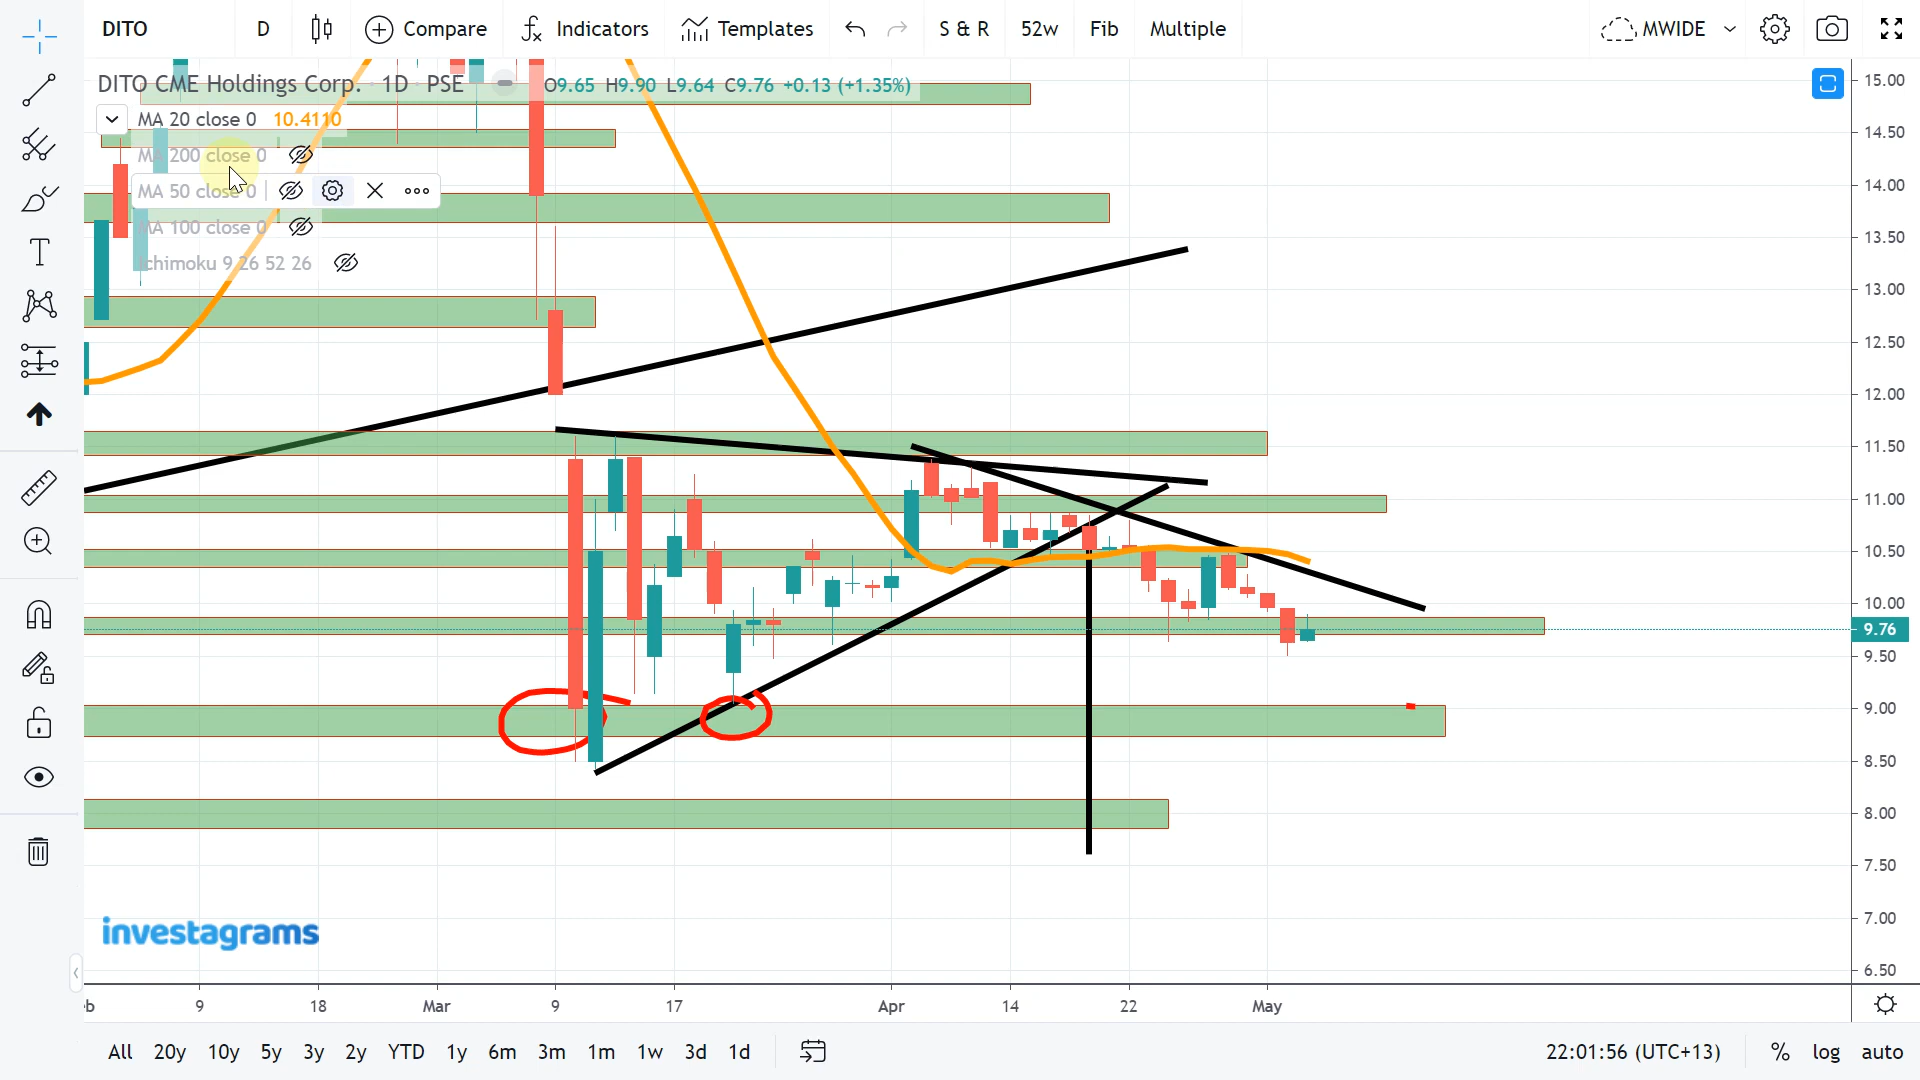 DITO D Compare Indicators Templates S & R 52w Fib Multiple MWIDE
DITO CME Holdings Corp. · 1D · PSE O9.65 H9.90 L9.64 C9.76 +0.13 (+1.35%)
MA 20 close 0 10.4110
MA 200 close 0
MA 50 close 0
MA 100 close 0
Ichimoku 9 26 52 26
15.00
14.50
14.00
13.50
13.00
12.50
12.00
11.50
11.00
10.50
10.00
9.76
9.50
9.00
8.50
8.00
7.50
7.00
6.50
investagrams
9 18 Mar 9 17 Apr 14 22 May
All 20y 10y 5y 3y 2y YTD 1y 6m 3m 1m 1w 3d 1d 22:01:56 (UTC+13) % log auto